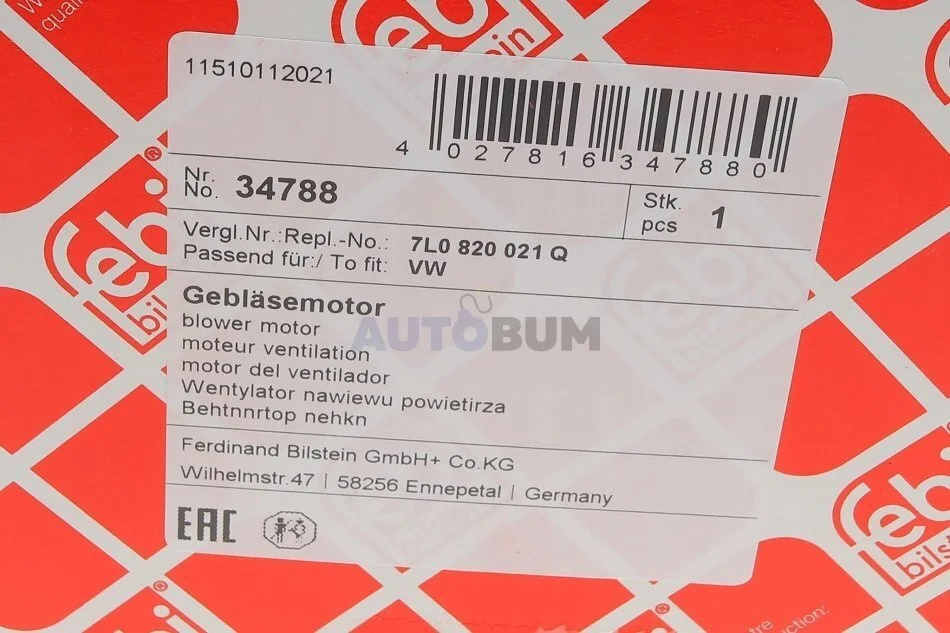 11510112021
4 027816 347880
Nr.
No. 34788
Stk.
pcs 1
Vergl.Nr.:Repl.-No.: 7L0 820 021 Q
Passend für:/ To fit: VW
Gebläsemotor
blower motor
moteur ventilation
motor del ventilador
Wentylator nawiewu powietirza
Behtnnrtop nehkn
Ferdinand Bilstein GmbH+ Co.KG
Wilhelmstr.47 | 58256 Ennepetal | Germany
EAC
AUTOBUM
febi
bilstein